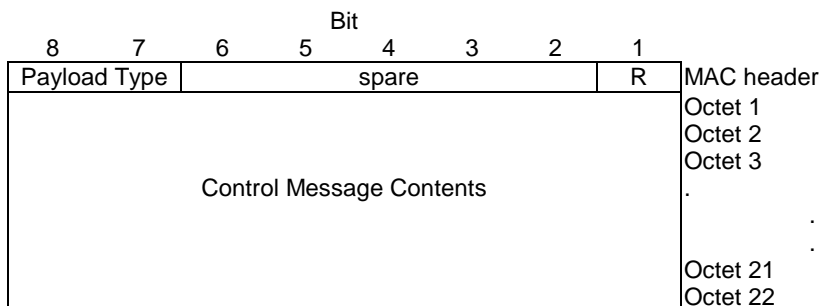 Bit
8 7 6 5 4 3 2 1
Payload Type spare R MAC header
Octet 1
Octet 2
Octet 3
Control Message Contents .
.
.
Octet 21
Octet 22